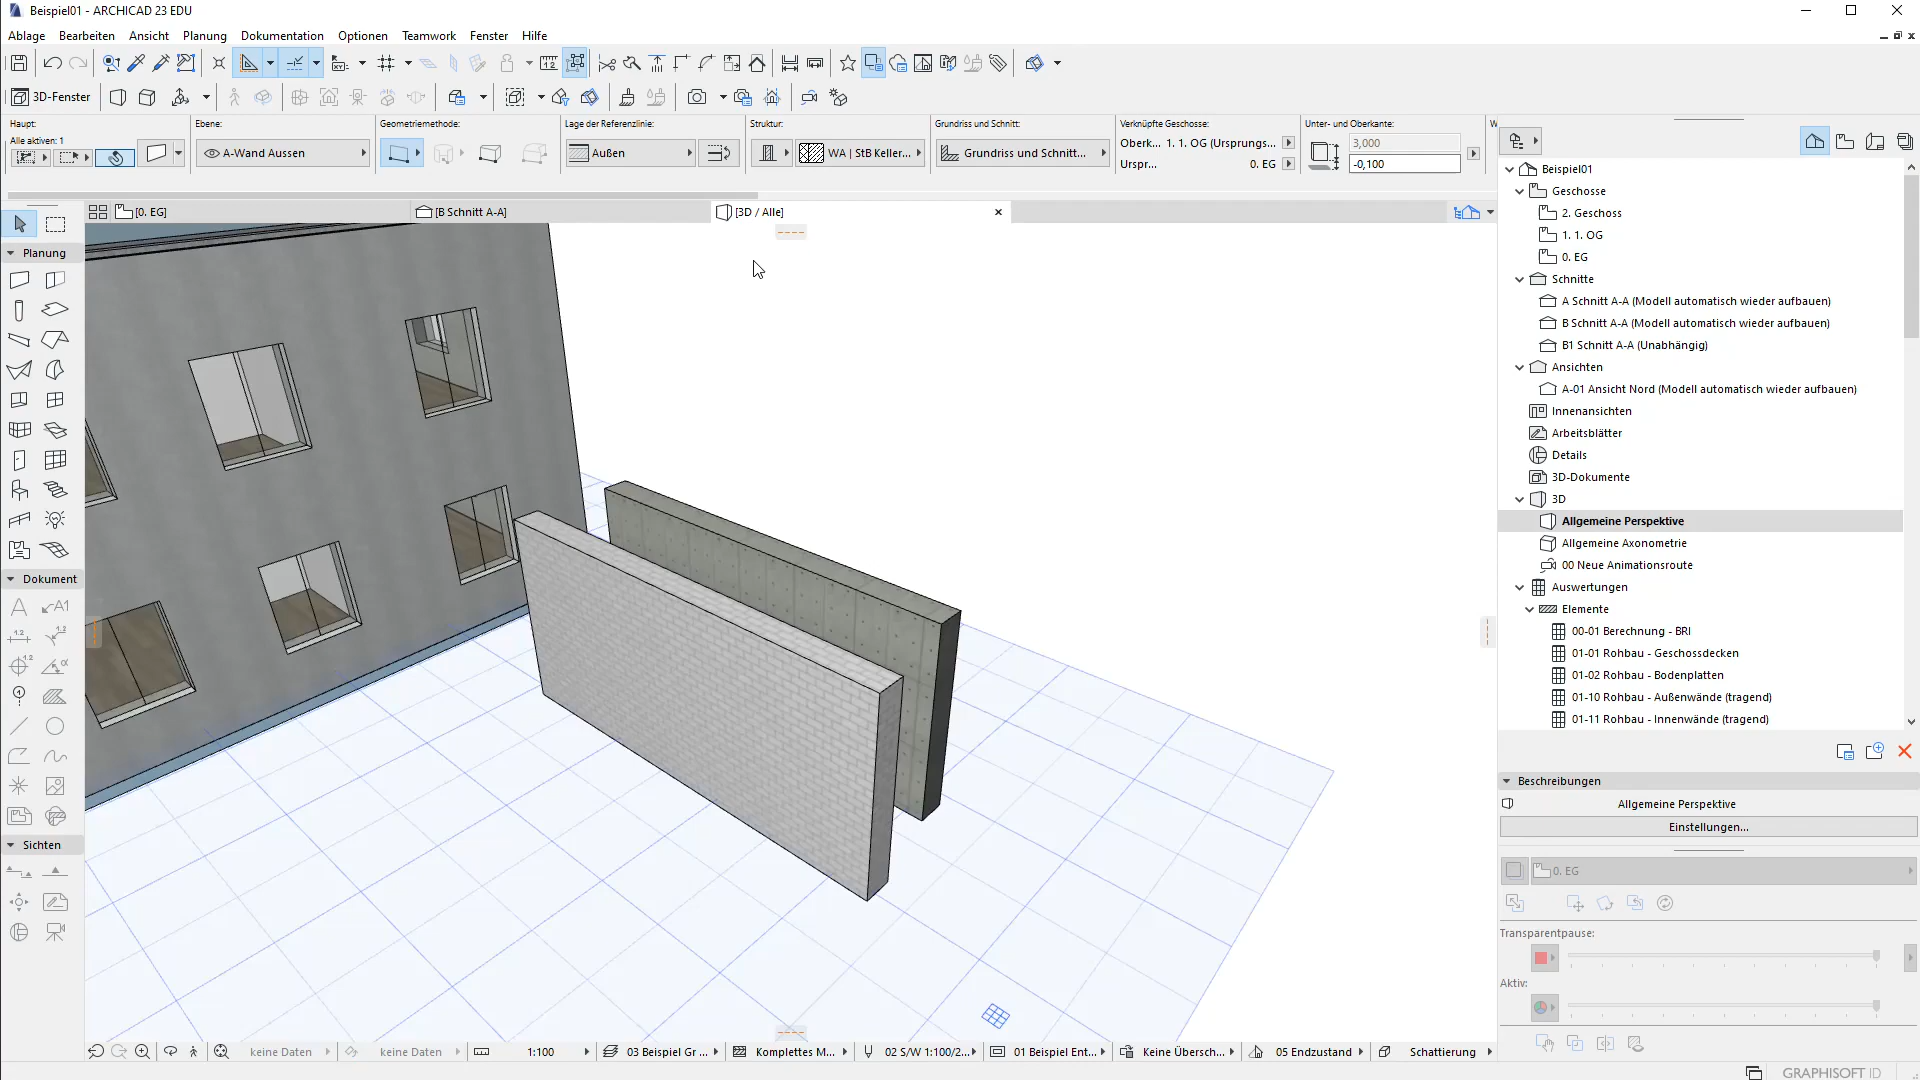 Beispiel01 - ARCHICAD 23 EDU
Ablage Bearbeiten Ansicht Planung Dokumentation Optionen Teamwork Fenster Hilfe
3D-Fenster
Haupt: Ebene: Geometriemethode: Lage der Referenzlinie: Struktur: Grundriss und Schnitt: Verknüpfte Geschosse: Unter- und Oberkante: W
Alle aktiven: 1
A-Wand Aussen
Außen
WA | StB Keller...
Grundriss und Schnitt...
Oberk... 1. 1. OG (Ursprungs...
Urspr... 0. EG
3,000
-0,100
[0. EG]
[B Schnitt A-A]
[3D / Alle]
Planung
Dokument
A
A1
1.2
1.2
1.2
Sichten
Beispiel01
Geschosse
2. Geschoss
1. 1. OG
0. EG
Schnitte
A Schnitt A-A (Modell automatisch wieder aufbauen)
B Schnitt A-A (Modell automatisch wieder aufbauen)
B1 Schnitt A-A (Unabhängig)
Ansichten
A-01 Ansicht Nord (Modell automatisch wieder aufbauen)
Innenansichten
Arbeitsblätter
Details
3D-Dokumente
3D
Allgemeine Perspektive
Allgemeine Axonometrie
00 Neue Animationsroute
Auswertungen
Elemente
00-01 Berechnung - BRI
01-01 Rohbau - Geschossdecken
01-02 Rohbau - Bodenplatten
01-10 Rohbau - Außenwände (tragend)
01-11 Rohbau - Innenwände (tragend)
Beschreibungen
Allgemeine Perspektive
Einstellungen...
0. EG
Transparentpause:
Aktiv:
keine Daten keine Daten 1:100 03 Beispiel Gr ... Komplettes M... 02 S/W 1:100/2... 01 Beispiel Ent... Keine Übersch... 05 Endzustand Schattierung
GRAPHISOFT ID